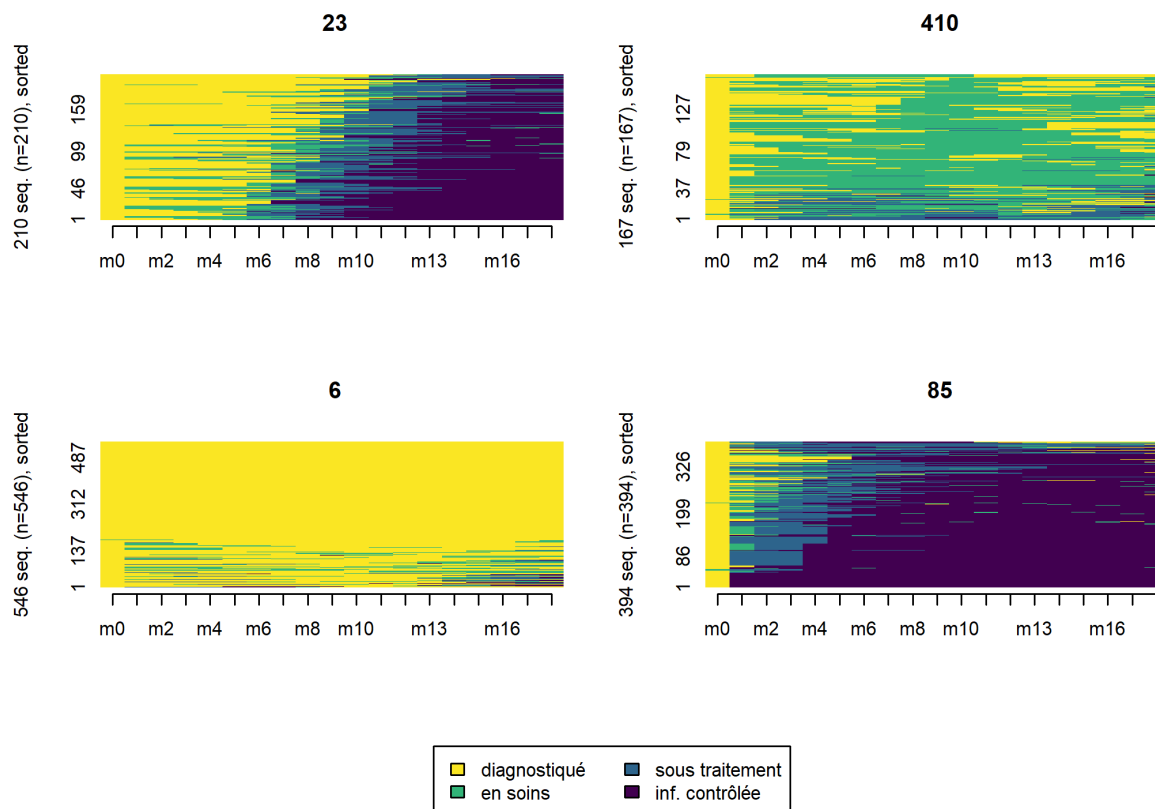 23
210 seq. (n=210), sorted
159
99
46
1
m0 m2 m4 m6 m8 m10 m13 m16
410
167 seq. (n=167), sorted
127
79
37
1
m0 m2 m4 m6 m8 m10 m13 m16
6
546 seq. (n=546), sorted
487
312
137
1
m0 m2 m4 m6 m8 m10 m13 m16
85
394 seq. (n=394), sorted
326
199
86
1
m0 m2 m4 m6 m8 m10 m13 m16
diagnostiqué
en soins
sous traitement
inf. contrôlée